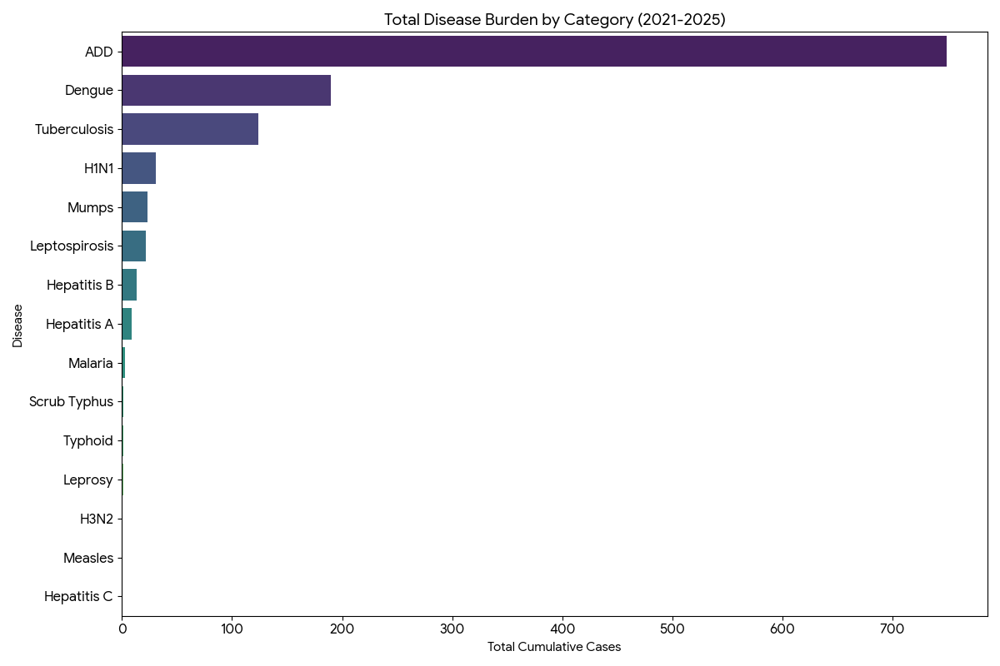 Total Disease Burden by Category (2021-2025)
ADD
Dengue
Tuberculosis
H1N1
Mumps
Leptospirosis
Hepatitis B
Hepatitis A
Malaria
Scrub Typhus
Typhoid
Leprosy
H3N2
Measles
Hepatitis C
Disease
0 100 200 300 400 500 600 700
Total Cumulative Cases